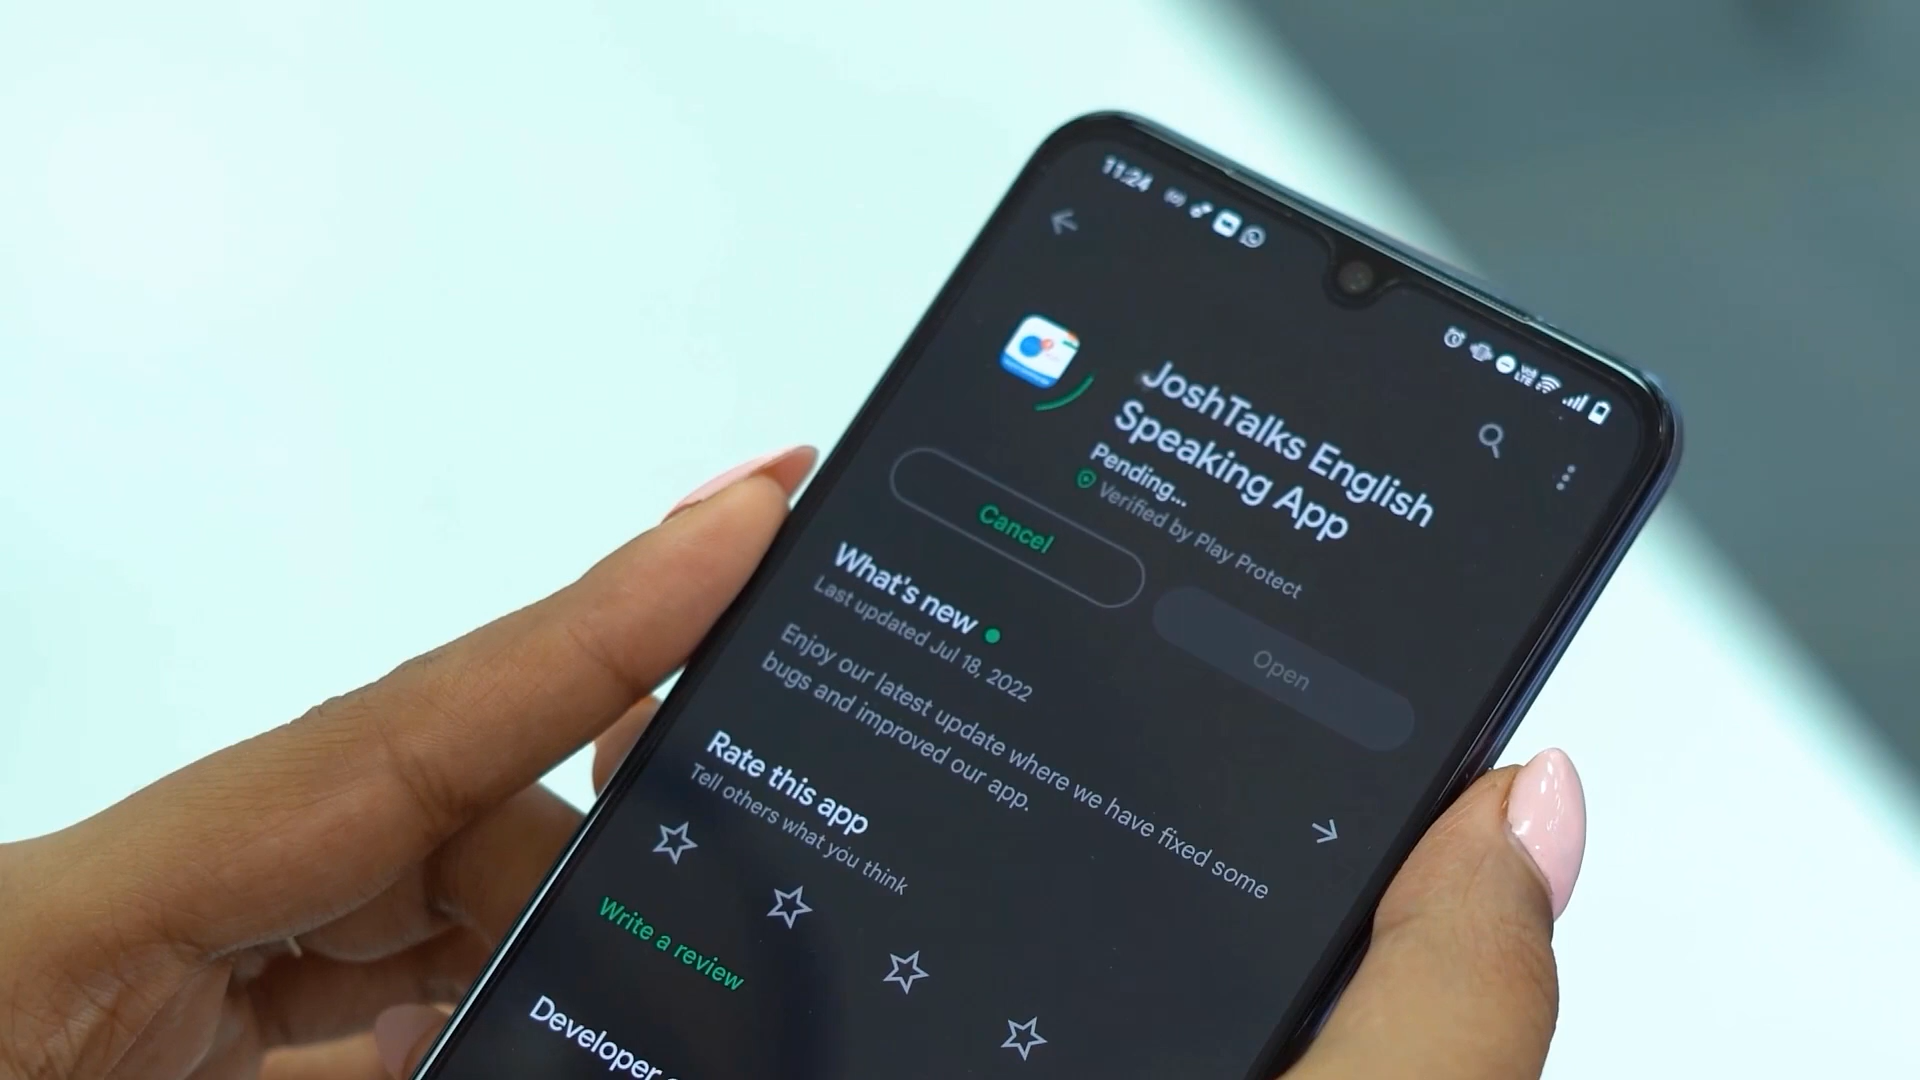 11:24
JoshTalks English
Speaking App
Pending...
Verified by Play Protect
Cancel
Open
What's new
Last updated Jul 18, 2022
Enjoy our latest update where we have fixed some
bugs and improved our app.
Rate this app
Tell others what you think
Write a review
Developer